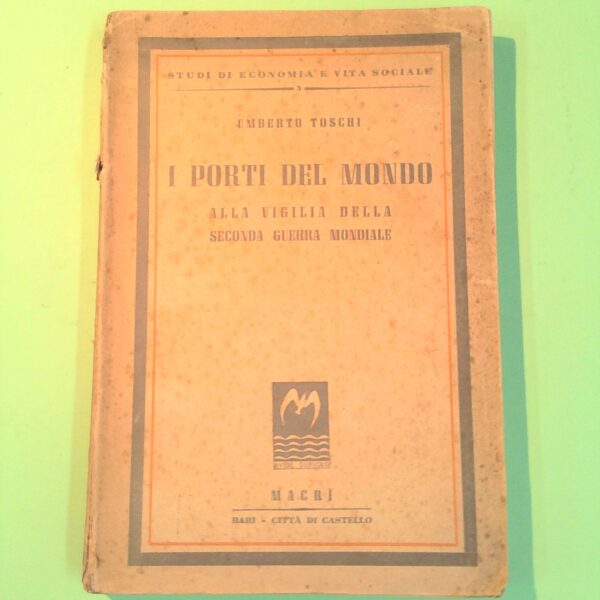 STUDI DI ECONOMIA E VITA SOCIALE
3
UMBERTO TOSCHI
I PORTI DEL MONDO
ALLA VIGILIA DELLA
SECONDA GUERRA MONDIALE
MACRÌ
BARI - CITTÀ DI CASTELLO